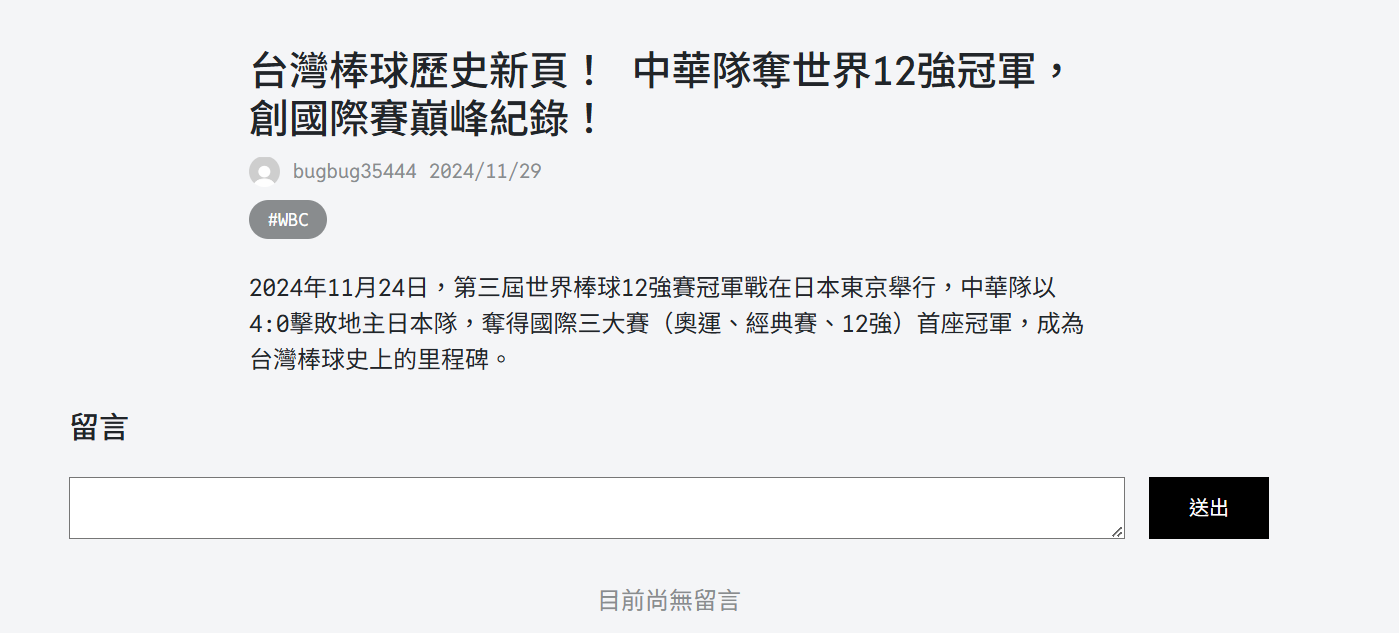 台灣棒球歷史新頁！ 中華隊奪世界12強冠軍，
創國際賽巔峰紀錄！
bugbug35444 2024/11/29
#WBC
2024年11月24日，第三屆世界棒球12強賽冠軍戰在日本東京舉行，中華隊以
4:0擊敗地主日本隊，奪得國際三大賽（奧運、經典賽、12強）首座冠軍，成為
台灣棒球史上的里程碑。
留言
送出
目前尚無留言